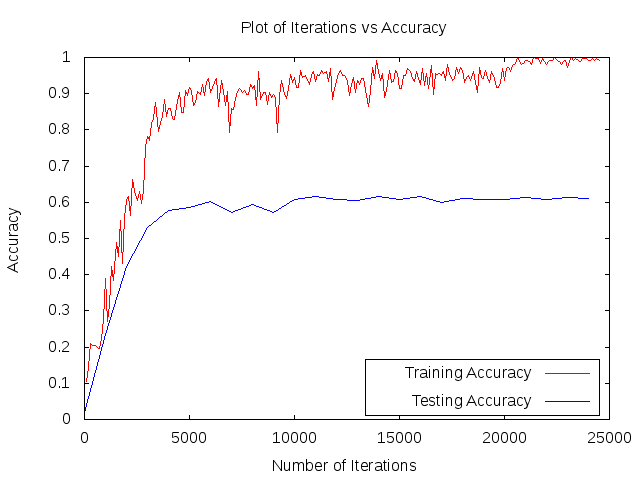 Plot of Iterations vs Accuracy
1
0.9
0.8
0.7
0.6
0.5
0.4
0.3
0.2
0.1
0
Accuracy
Training Accuracy
Testing Accuracy
0 5000 10000 15000 20000 25000
Number of Iterations